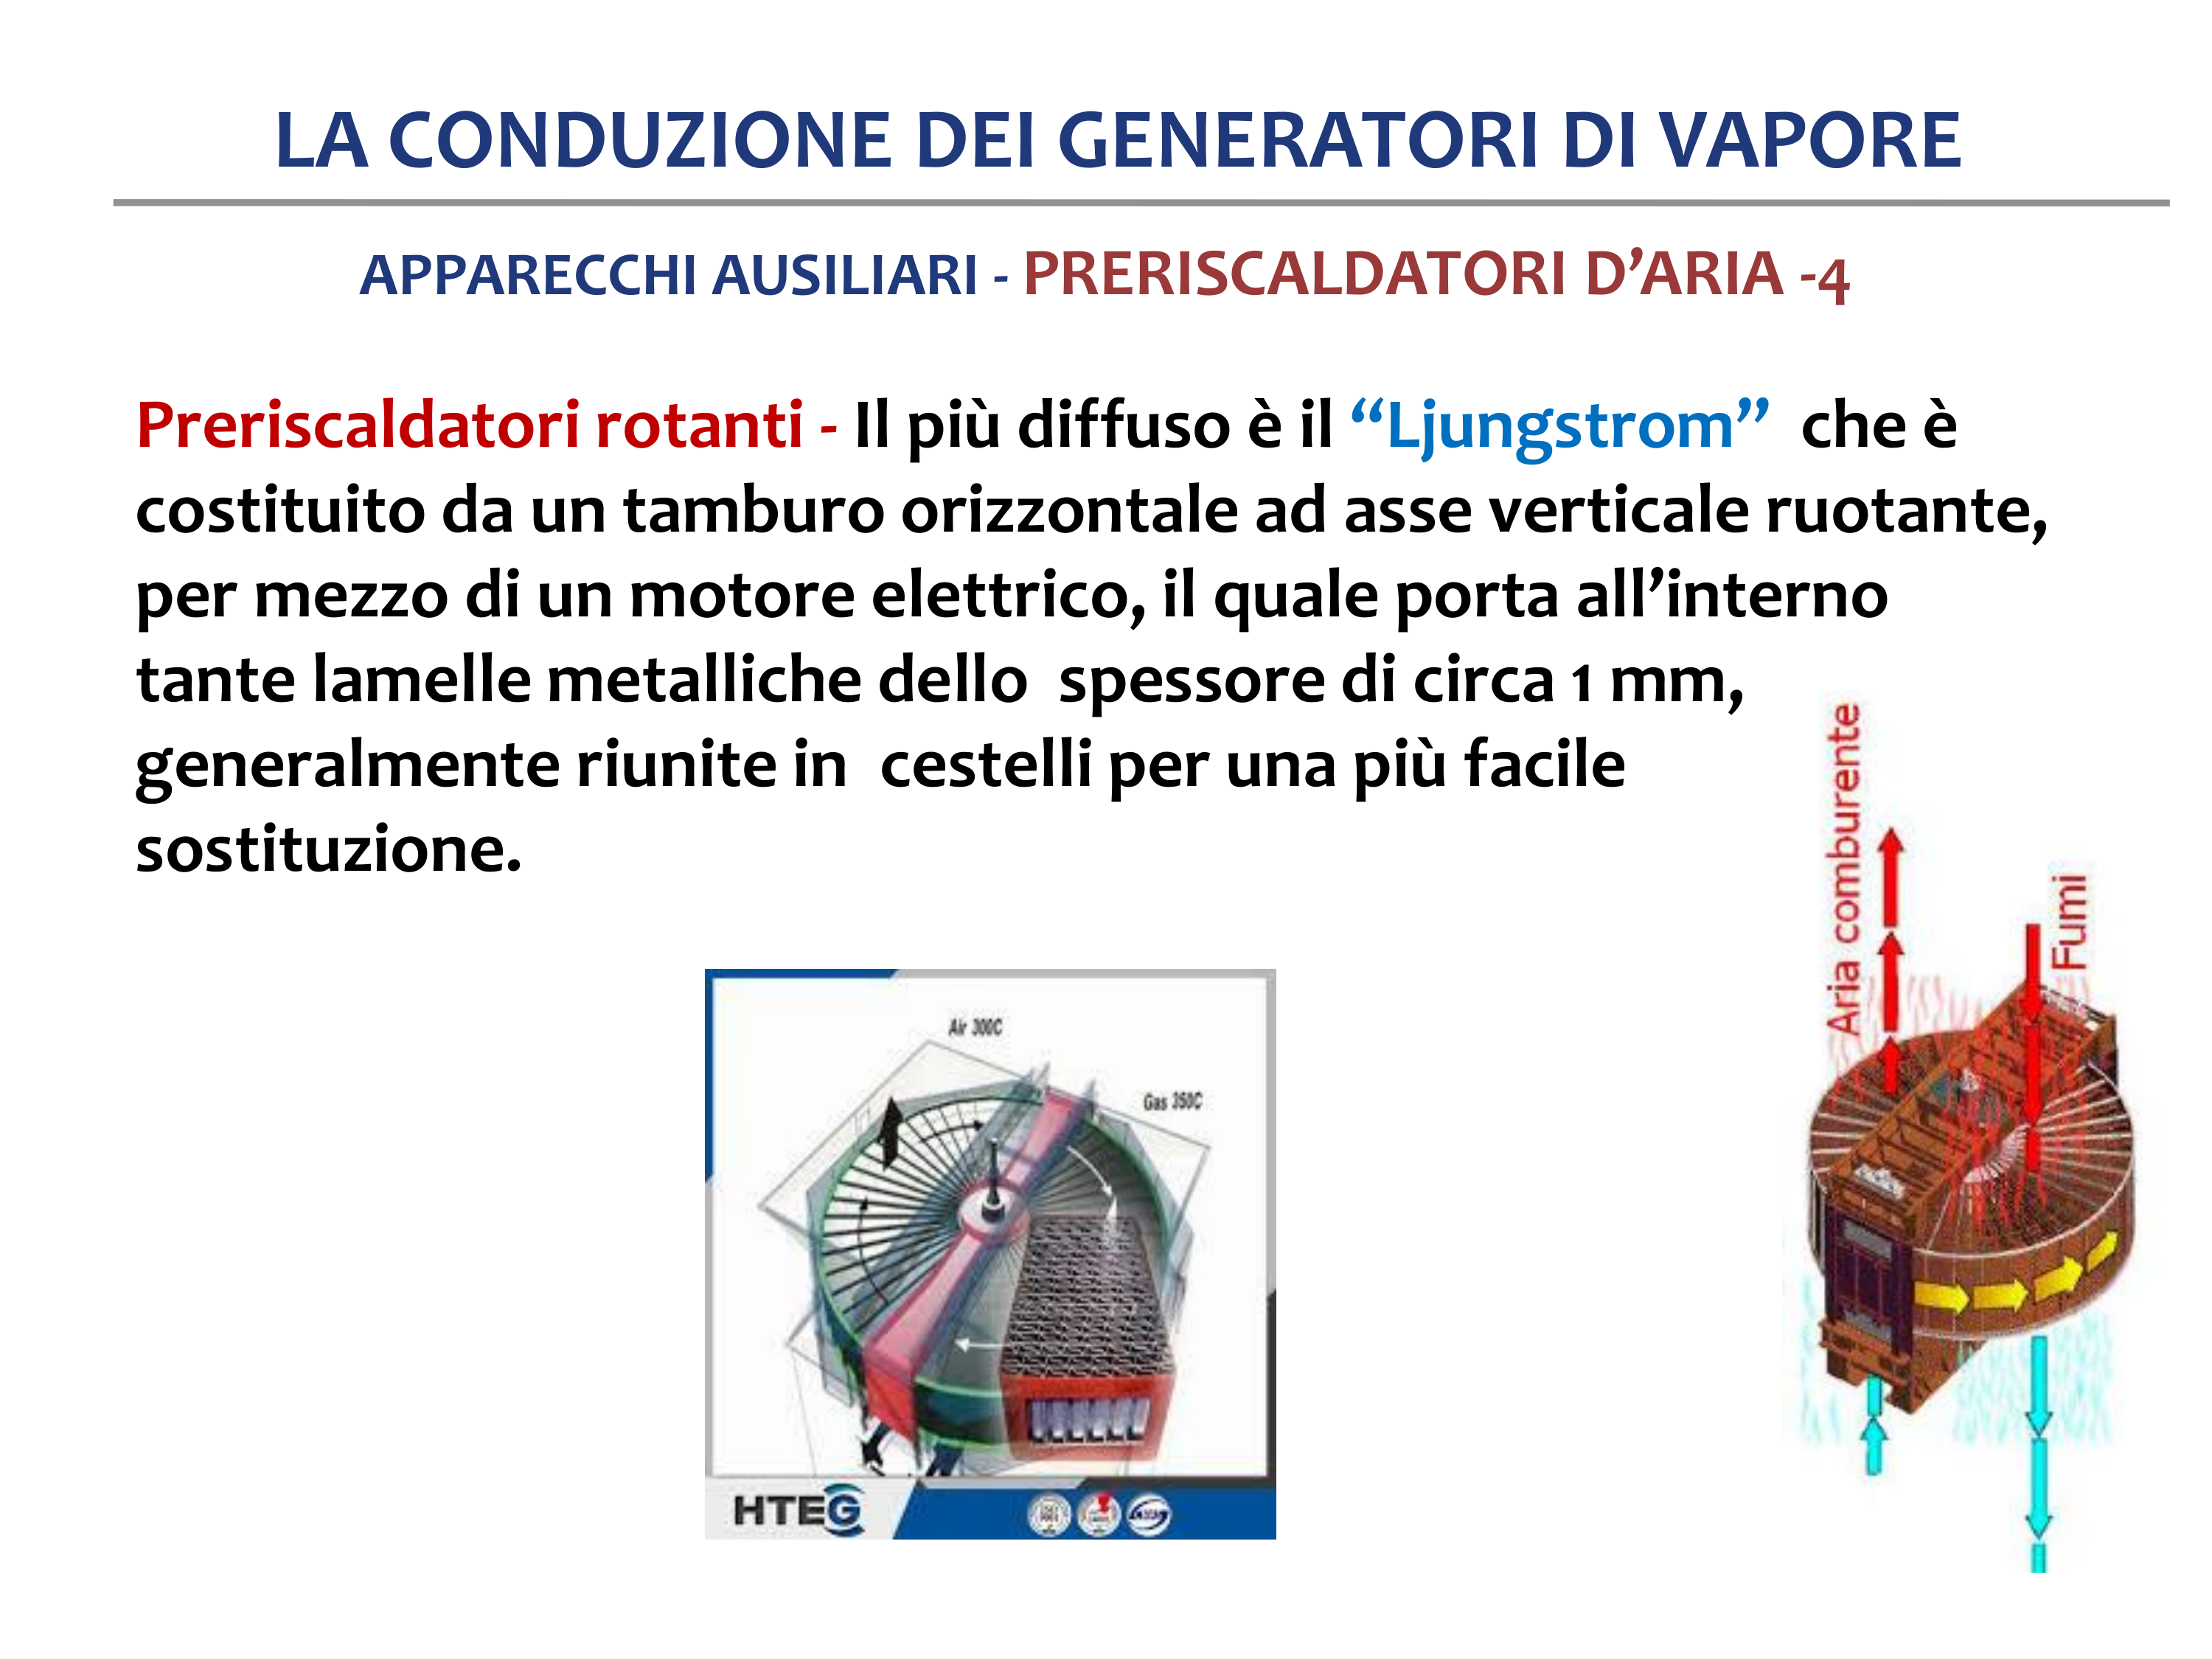 LA CONDUZIONE DEI GENERATORI DI VAPORE
APPARECCHI AUSILIARI - PRERISCALDATORI D’ARIA -4
Preriscaldatori rotanti - Il più diffuso è il “Ljungstrom” che è
costituito da un tamburo orizzontale ad asse verticale ruotante,
per mezzo di un motore elettrico, il quale porta all’interno
tante lamelle metalliche dello spessore di circa 1 mm,
generalmente riunite in cestelli per una più facile
sostituzione.
Aria comburente
Fumi
Air 300C
Gas 350C
HTEG